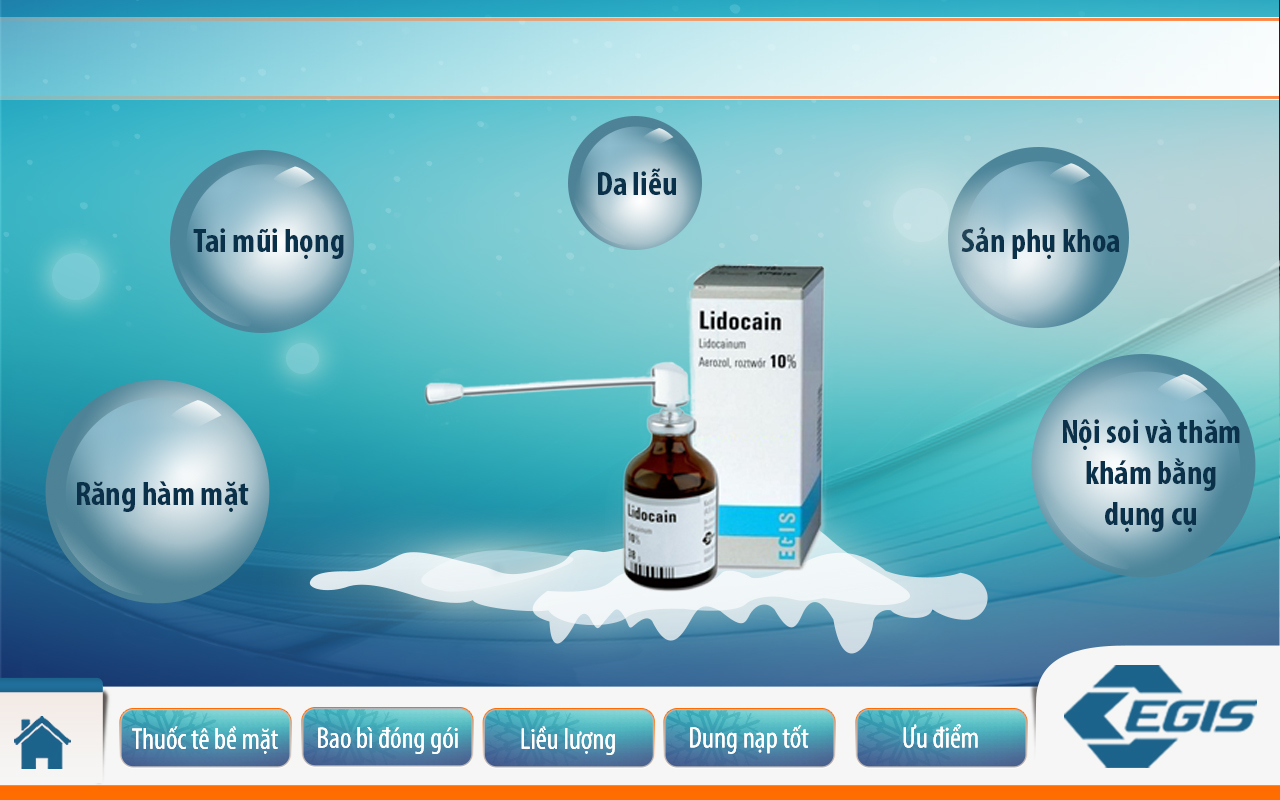 Da liễu
Tai mũi họng
Sản phụ khoa
Lidocain
Lidocainum
Aerozol, roztwór 10%
Răng hàm mặt
Nội soi và thăm
khám bằng
dụng cụ
Lidocain
Lidocainum
10%
38 g
EGIS
Thuốc tê bề mặt
Bao bì đóng gói
Liều lượng
Dung nạp tốt
Ưu điểm
EGIS